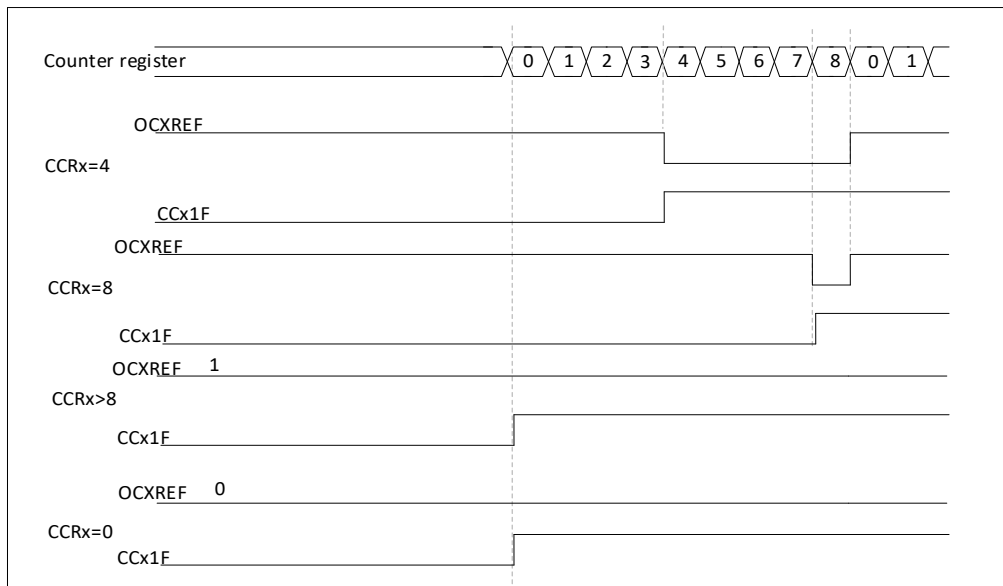 Counter register 0 1 2 3 4 5 6 7 8 0 1
OCXREF
CCRx=4
CCx1F
OCXREF
CCRx=8
CCx1F
OCXREF 1
CCRx>8
CCx1F
OCXREF 0
CCRx=0
CCx1F